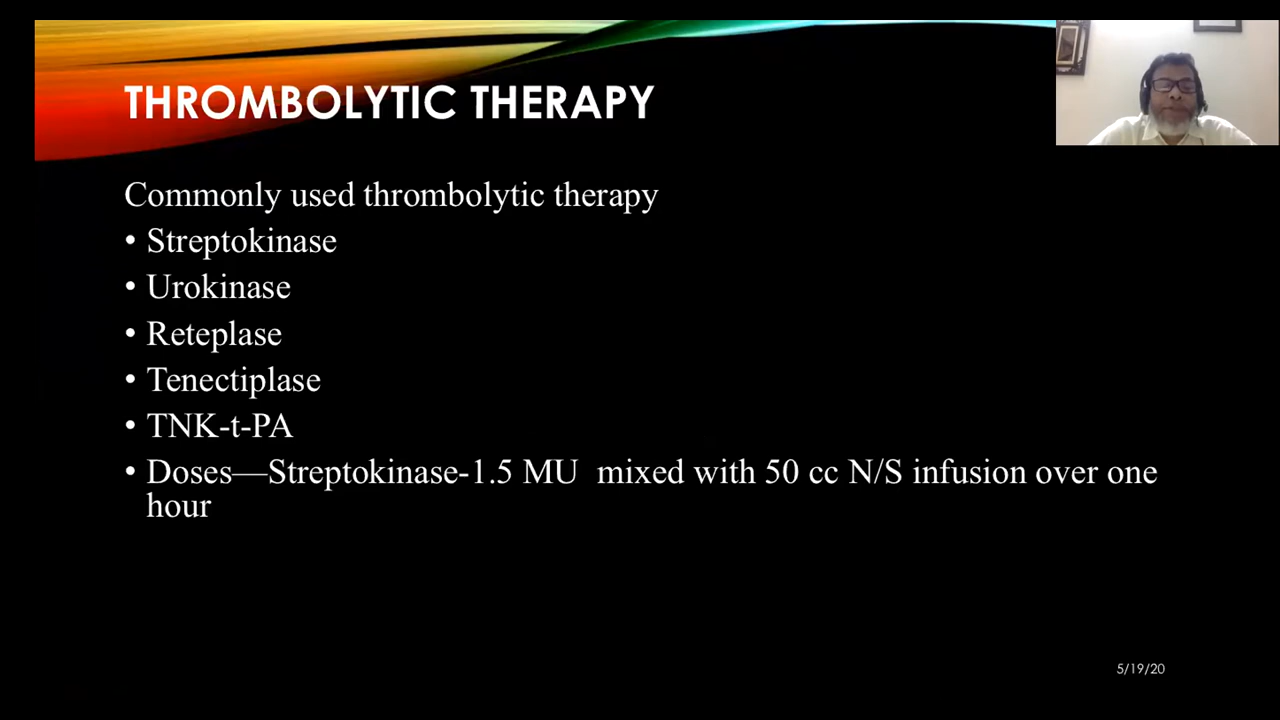 THROMBOLYTIC THERAPY
Commonly used thrombolytic therapy
• Streptokinase
• Urokinase
• Reteplase
• Tenectiplase
• TNK-t-PA
• Doses—Streptokinase-1.5 MU  mixed with 50 cc N/S infusion over one
hour
5/19/20